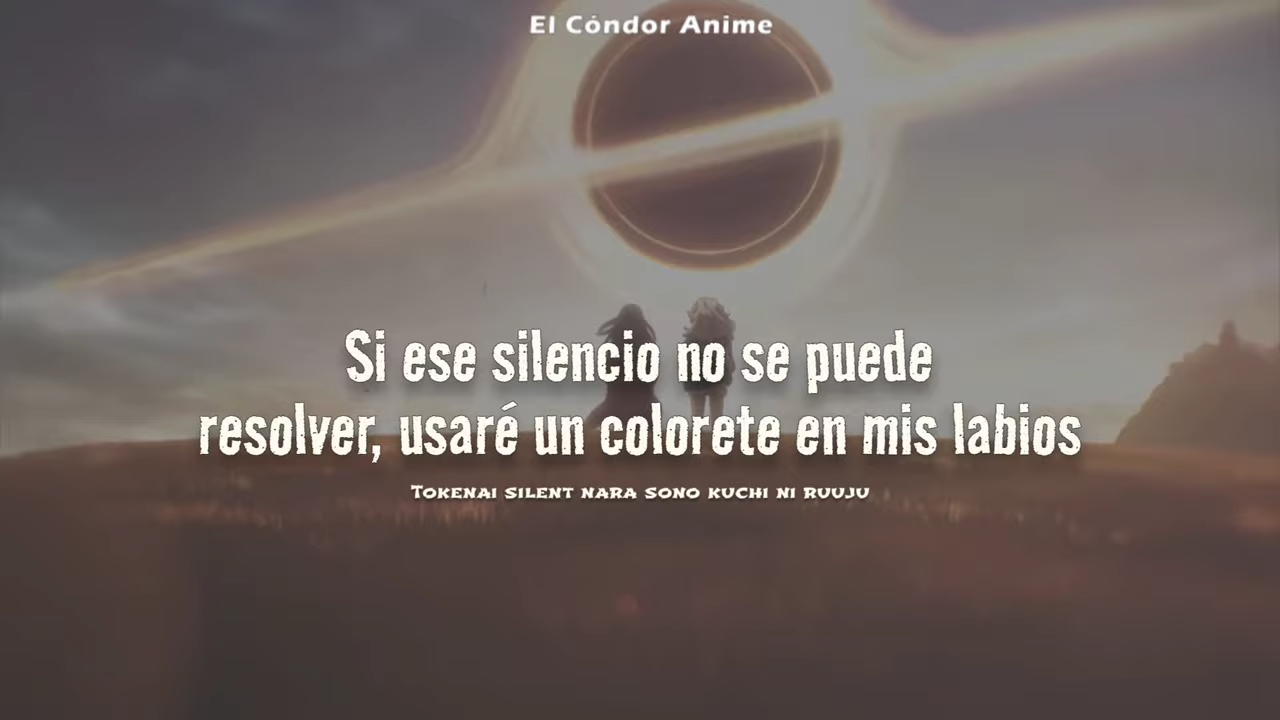 El Cóndor Anime
Si ese silencio no se puede
resolver, usaré un colorete en mis labios
Tokenai silent nara sono kuchi ni ruuju